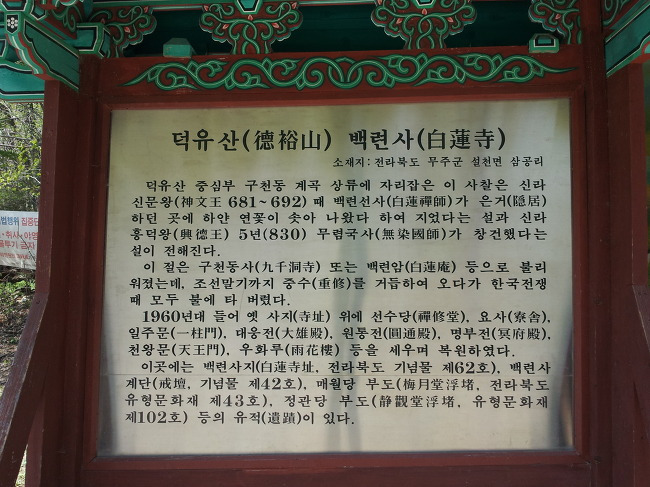 덕유산(德裕山) 백련사(白蓮寺)
소재지: 전라북도 무주군 설천면 삼공리
덕유산 중심부 구천동 계곡 상류에 자리잡은 이 사찰은 신라
신문왕(神文王 681~692) 때 백련선사(白蓮禪師)가 은거(隱居)
하던 곳에 하얀 연꽃이 솟아 나왔다 하여 지었다는 설과 신라
흥덕왕(興德王) 5년(830) 무렴국사(無染國師)가 창건했다는
설이 전해진다.
이 절은 구천동사(九千洞寺) 또는 백련암(白蓮庵) 등으로 불리
워졌는데, 조선말기까지 중수(重修)를 거듭하여 오다가 한국전쟁
때 모두 불에 타 버렸다.
1960년대 들어 옛 사지(寺址) 위에 선수당(禪修堂), 요사(寮舍),
일주문(一柱門), 대웅전(大雄殿), 원통전(圓通殿), 명부전(冥府殿),
천왕문(天王門), 우화루(雨花樓) 등을 세우며 복원하였다.
이곳에는 백련사지(白蓮寺址, 전라북도 기념물 제62호), 백련사
계단(戒壇, 기념물 제42호), 매월당 부도(梅月堂浮堵, 전라북도
유형문화재 제43호), 정관당 부도(静觀堂浮堵, 유형문화재
제102호) 등의 유적(遺蹟)이 있다.